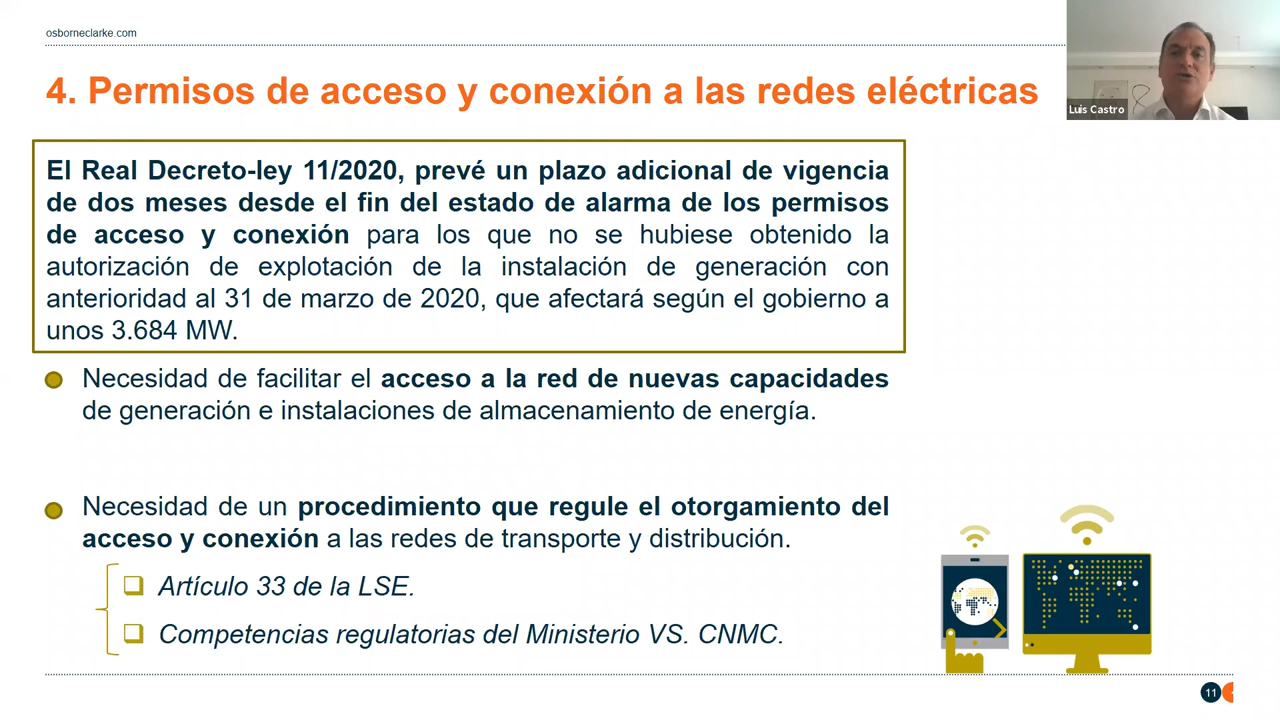 osborneclarke.com
4. Permisos de acceso y conexión a las redes eléctricas
Luis Castro
El Real Decreto-ley 11/2020, prevé un plazo adicional de vigencia
de dos meses desde el fin del estado de alarma de los permisos
de acceso y conexión para los que no se hubiese obtenido la
autorización de explotación de la instalación de generación con
anterioridad al 31 de marzo de 2020, que afectará según el gobierno a
unos 3.684 MW.
Necesidad de facilitar el acceso a la red de nuevas capacidades
de generación e instalaciones de almacenamiento de energía.
Necesidad de un procedimiento que regule el otorgamiento del
acceso y conexión a las redes de transporte y distribución.
Artículo 33 de la LSE.
Competencias regulatorias del Ministerio VS. CNMC.
11